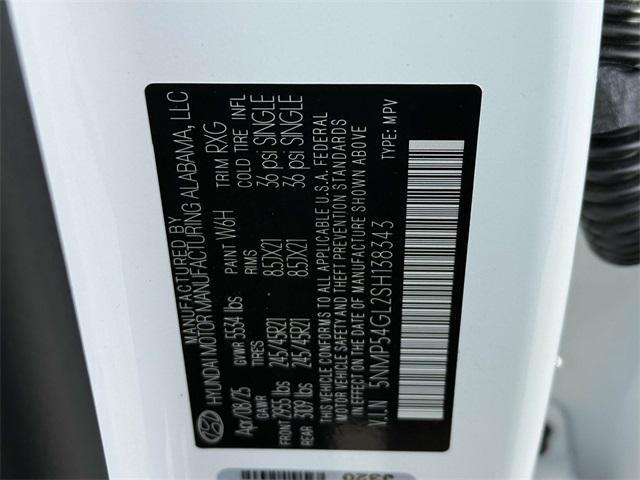 MANUFACTURED BY
HYUNDAI MOTOR MANUFACTURING ALABAMA, LLC
Apr/08/25 PAINT W6H TRIM RXG
GVWR 5534 lbs
GAWR TIRES RIMS COLD TIRE INFL
FRONT 2955 lbs 245/45R21 8.5JX21 36 psi SINGLE
REAR 3109 lbs 245/45R21 8.5JX21 36 psi SINGLE
THIS VEHICLE CONFORMS TO ALL APPLICABLE U.S.A. FEDERAL
MOTOR VEHICLE SAFETY AND THEFT PREVENTION STANDARDS
IN EFFECT ON THE DATE OF MANUFACTURE SHOWN ABOVE
V.I.N 5NMP54GL2SH138343 TYPE: MPV